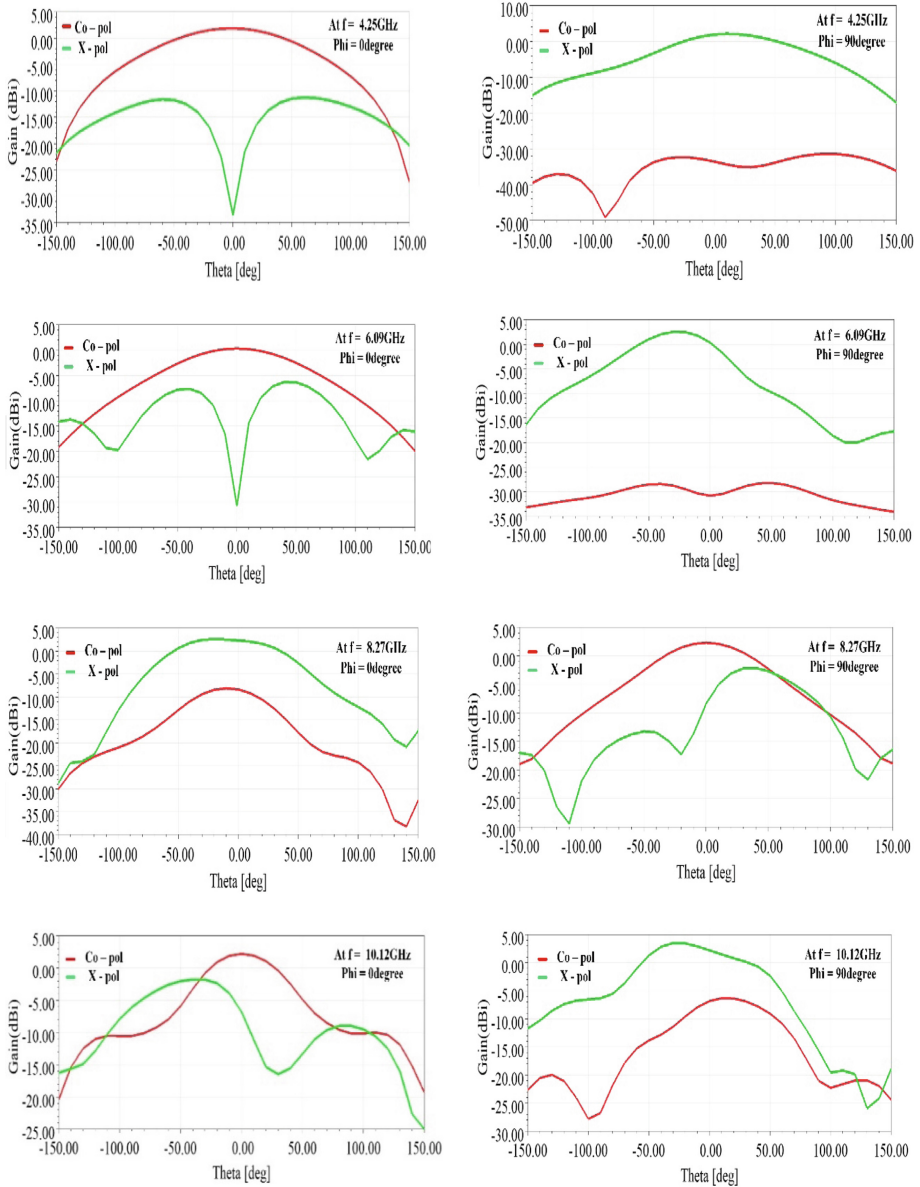 5.00
0.00
-5.00
-10.00
-15.00
-20.00
-25.00
-30.00
-35.00
Gain (dBi)
Co – pol
X - pol
At f = 4.25GHz
Phi = 0degree
-150.00 -100.00 -50.00 0.00 50.00 100.00 150.00
Theta [deg]
10.00
0.00
-10.00
-20.00
-30.00
-40.00
-50.00
Gain(dBi)
Co – pol
X - pol
At f = 4.25GHz
Phi = 90degree
-150.00 -100.00 -50.00 0.00 50.00 100.00 150.00
Theta [deg]
5.00
0.00
-5.00
-10.00
-15.00
-20.00
-25.00
-30.00
-35.00
Gain(dBi)
Co – pol
X - pol
At f = 6.09GHz
Phi = 0degree
-150.00 -100.00 -50.00 0.00 50.00 100.00 150.00
Theta [deg]
5.00
0.00
-5.00
-10.00
-15.00
-20.00
-25.00
-30.00
-35.00
Gain(dBi)
Co – pol
X - pol
At f = 6.09GHz
Phi = 90degree
-150.00 -100.00 -50.00 0.00 50.00 100.00 150.00
Theta [deg]
5.00
0.00
-5.00
-10.00
-15.00
-20.00
-25.00
-30.00
-35.00
-40.00
Gain(dBi)
Co – pol
X - pol
At f = 8.27GHz
Phi = 0degree
-150.00 -100.00 -50.00 0.00 50.00 100.00 150.00
Theta [deg]
5.00
0.00
-5.00
-10.00
-15.00
-20.00
-25.00
-30.00
Gain(dBi)
Co – pol
X - pol
At f = 8.27GHz
Phi = 90degree
-150.00 -100.00 -50.00 0.00 50.00 100.00 150.00
Theta [deg]
5.00
0.00
-5.00
-10.00
-15.00
-20.00
-25.00
Gain(dBi)
Co – pol
X - pol
At f = 10.12GHz
Phi = 0degree
-150.00 -100.00 -50.00 0.00 50.00 100.00 150.00
Theta [deg]
5.00
0.00
-5.00
-10.00
-15.00
-20.00
-25.00
-30.00
Gain(dBi)
Co – pol
X - pol
At f = 10.12GHz
Phi = 90degree
-150.00 -100.00 -50.00 0.00 50.00 100.00 150.00
Theta [deg]